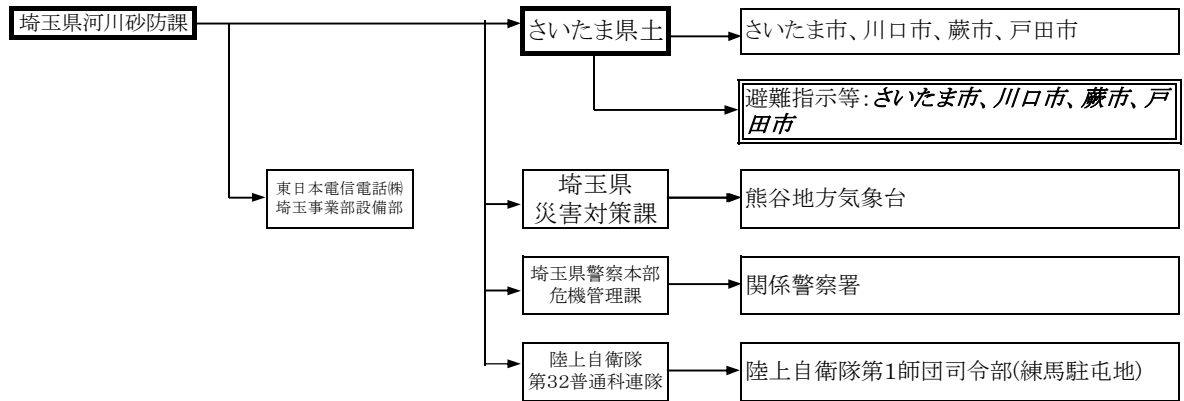 埼玉県河川砂防課
さいたま県土
さいたま市、川口市、蕨市、戸田市
避難指示等:さいたま市、川口市、蕨市、戸
田市
東日本電信電話㈱
埼玉事業部設備部
埼玉県
災害対策課
熊谷地方気象台
埼玉県警察本部
危機管理課
関係警察署
陸上自衛隊
第32普通科連隊
陸上自衛隊第1師団司令部(練馬駐屯地)